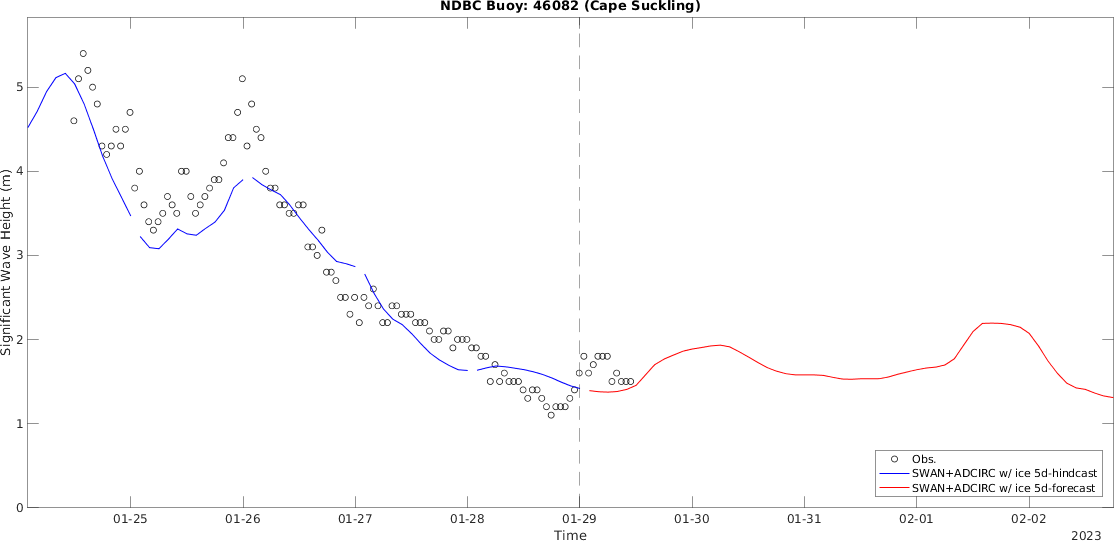 NDBC Buoy: 46082 (Cape Suckling)
Significant Wave Height (m)
5
4
3
2
1
0
01-25 01-26 01-27 01-28 01-29 01-30 01-31 02-01 02-02
Time
2023
Obs.
SWAN+ADCIRC w/ ice 5d-hindcast
SWAN+ADCIRC w/ ice 5d-forecast